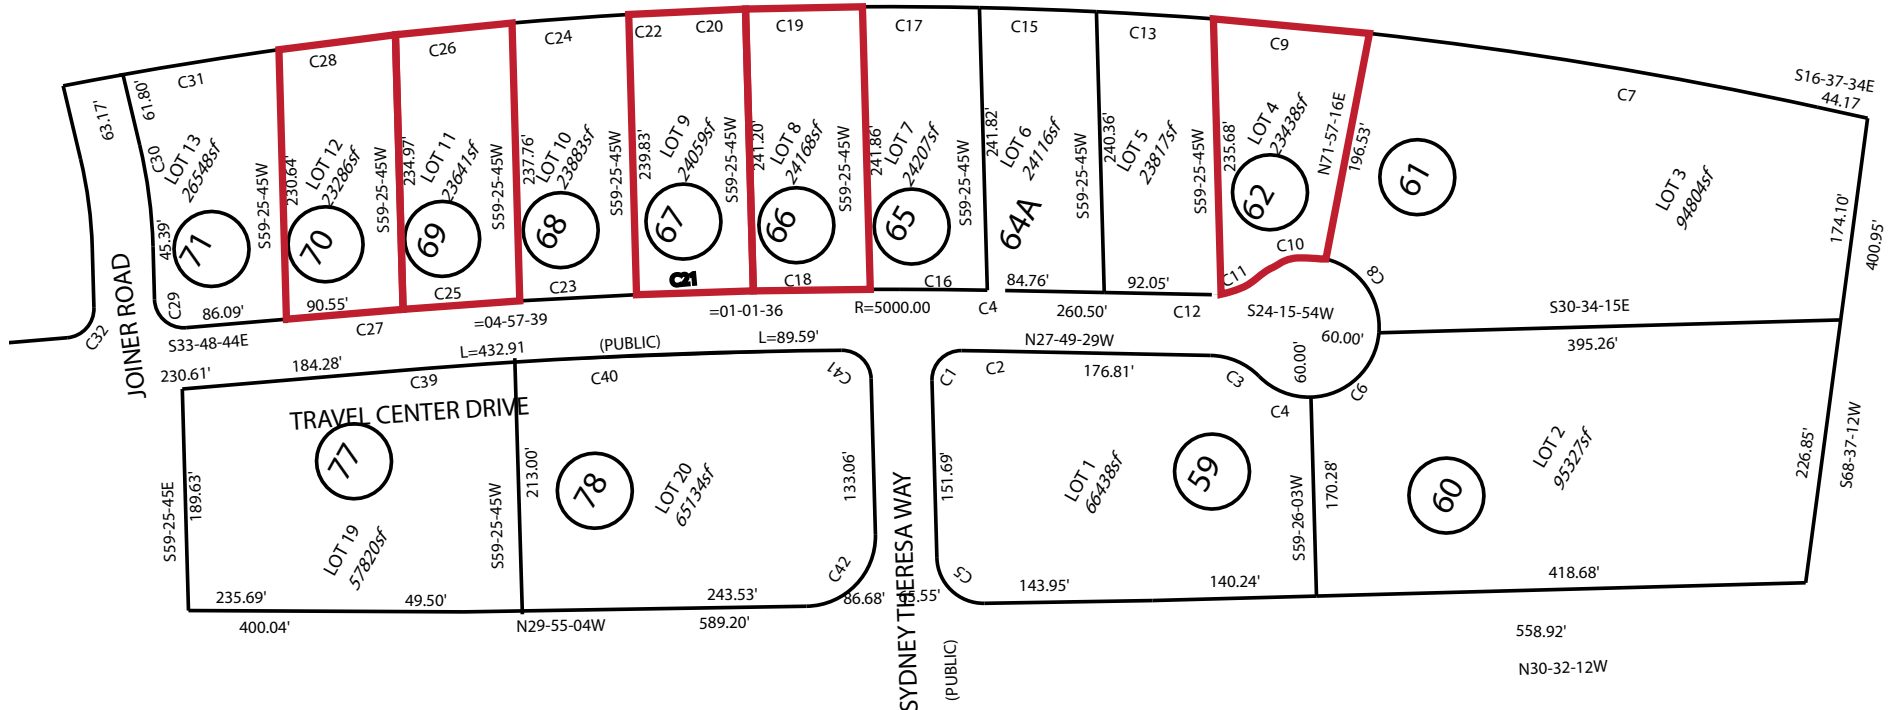 C31
C28
C26
C24
C22
C20
C19
C17
C15
C13
C9
C7
S16-37-34E
44.17
63.17'
61.80'
C30
LOT 13
26548sf
S59-25-45W
230.64'
LOT 12
23286sf
S59-25-45W
234.97'
LOT 11
23641sf
S59-25-45W
237.76'
LOT 10
23883sf
S59-25-45W
239.83'
LOT 9
24059sf
S59-25-45W
241.20'
LOT 8
24168sf
S59-25-45W
241.86'
LOT 7
24207sf
S59-25-45W
241.82'
LOT 6
24116sf
S59-25-45W
240.36'
LOT 5
23817sf
S59-25-45W
235.68'
LOT 4
23438sf
N71-57-16E
196.53'
LOT 3
94804sf
174.10'
400.95'
45.39'
71
70
69
68
67
66
65
64A
62
61
C29
86.09'
90.55'
C27
C25
C23
C21
C18
C16
84.76'
92.05'
C11
C10
C8
C32
JOINER ROAD
S33-48-44E
=04-57-39
=01-01-36
R=5000.00
C4
260.50'
C12
S24-15-54W
S30-34-15E
230.61'
184.28'
L=432.91
(PUBLIC)
L=89.59'
N27-49-29W
60.00'
60.00'
395.26'
C39
C40
C41
C1
C2
176.81'
C3
C4
C6
TRAVEL CENTER DRIVE
77
78
59
60
S59-25-45E
189.63'
LOT 19
57820sf
S59-25-45W
213.00'
LOT 20
65134sf
133.06'
C42
SYDNEY THERESA WAY
(PUBLIC)
151.69'
C5
LOT 1
66438sf
S59-26-03W
170.28'
LOT 2
95327sf
226.85'
S68-37-12W
235.69'
49.50'
243.53'
86.68'
65.55'
143.95'
140.24'
418.68'
400.04'
N29-55-04W
589.20'
558.92'
N30-32-12W